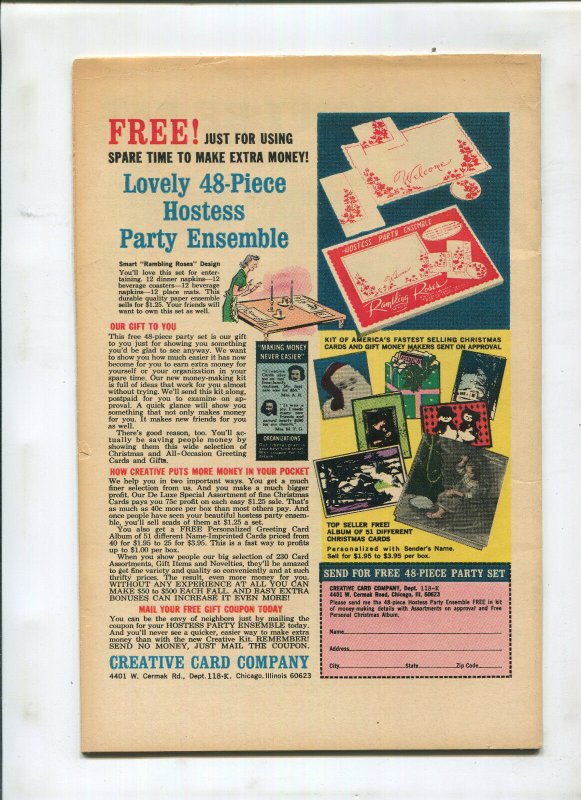 FREE! JUST FOR USING
SPARE TIME TO MAKE EXTRA MONEY!
Lovely 48-Piece
Hostess
Party Ensemble
Smart "Rambling Roses" Design
You'll love this set for enter-
taining. 12 dinner napkins—12
beverage coasters—12 beverage
napkins—12 place mats. This
durable quality paper ensemble
sells for $1.25. Your friends will
want to own this set as well.
OUR GIFT TO YOU
This free 48-piece party set is our gift
to you just for showing you something
you'd be glad to see anyway. We want
to show you how much easier it has now
become for you to earn extra money for
yourself or your organization in your
spare time. Our new money-making kit
is full of ideas that work for you almost
without trying. We'll send this kit along,
postpaid for you to examine on ap-
proval. A quick glance will show you
something that not only makes money
for you. It makes new friends for you
as well.
There's good reason, too. You'll ac-
tually be saving people money by
showing them this wide selection of
Christmas and All-Occasion Greeting
Cards and Gifts.
"MAKING MONEY
NEVER EASIER"
ORGANIZATIONS
HOW CREATIVE PUTS MORE MONEY IN YOUR POCKET
We help you in two important ways. You get a much
finer selection from us. And you make a much bigger
profit. Our De Luxe Special Assortment of fine Christmas
Cards pays you 75c profit on each easy $1.25 sale. That's
as much as 40c more per box than most others pay. And
once people have seen your beautiful hostess party ensem-
ble, you'll sell scads of them at $1.25 a set.
You also get a FREE Personalized Greeting Card
Album of 51 different Name-Imprinted Cards priced from
40 for $1.95 to 25 for $3.95. This is a fast way to profits
up to $1.00 per box.
When you show people our big selection of 230 Card
Assortments, Gift Items and Novelties, they'll be amazed
to get fine variety and quality so conveniently and at such
thrifty prices. The result, even more money for you.
WITHOUT ANY EXPERIENCE AT ALL YOU CAN
MAKE $50 to $500 EACH FALL AND EASY EXTRA
BONUSES CAN INCREASE IT EVEN MORE!
MAIL YOUR FREE GIFT COUPON TODAY
You can be the envy of neighbors just by mailing the
coupon for your HOSTESS PARTY ENSEMBLE today.
And you'll never see a quicker, easier way to make extra
money than with the new Creative Kit. REMEMBER!
SEND NO MONEY, JUST MAIL THE COUPON.
CREATIVE CARD COMPANY
4401 W. Cermak Rd., Dept. 118-K, Chicago, Illinois 60623
Welcome
HOSTESS PARTY ENSEMBLE
Rambling Roses
KIT OF AMERICA'S FASTEST SELLING CHRISTMAS
CARDS AND GIFT MONEY MAKERS SENT ON APPROVAL
TOP SELLER FREE!
ALBUM OF 51 DIFFERENT
CHRISTMAS CARDS
Personalized with Sender's Name.
Sell for $1.95 to $3.95 per box.
SEND FOR FREE 48-PIECE PARTY SET
CREATIVE CARD COMPANY, Dept. 118-K
4401 W. Cermak Road, Chicago, Ill. 60623
Please send me the 48-piece Hostess Party Ensemble FREE in kit
of money-making details with Assortments on approval and Free
Personal Christmas Album.
Name
Address
City State Zip Code